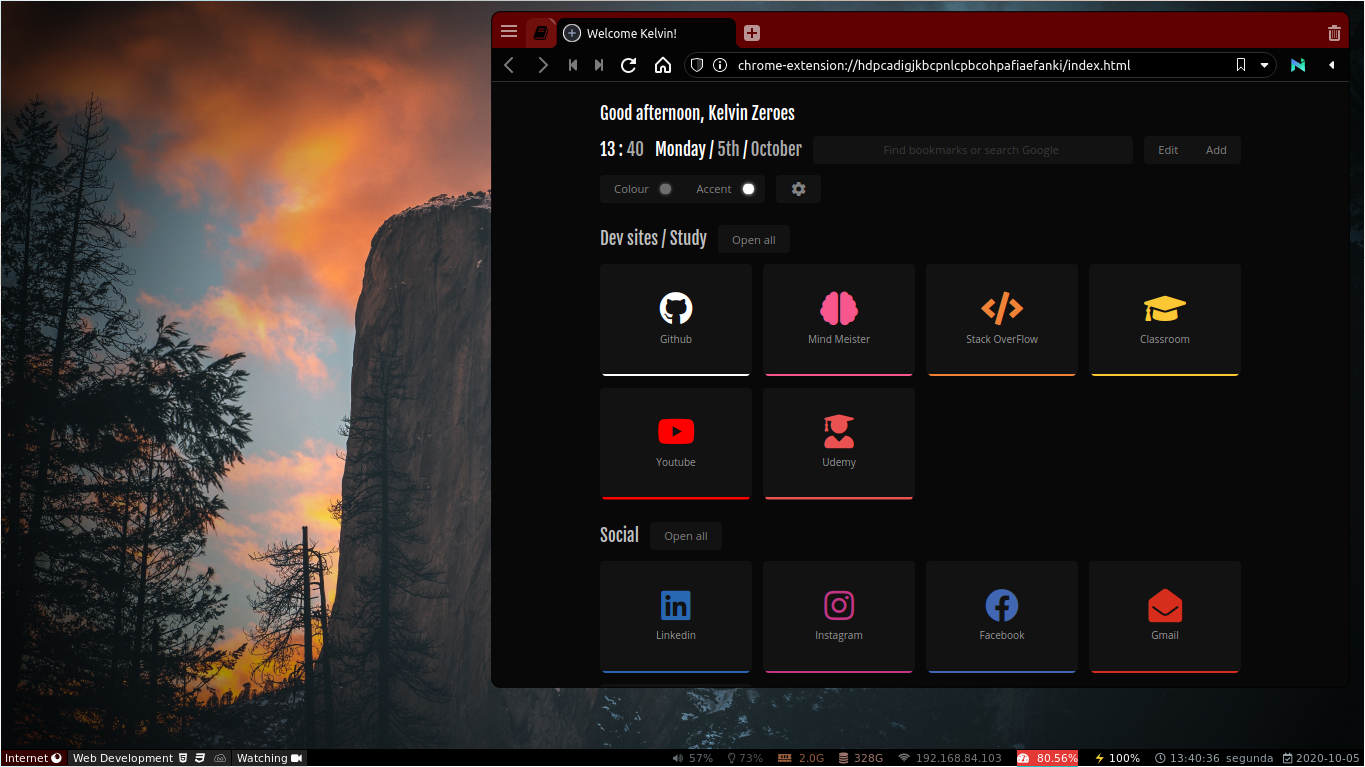 Welcome Kelvin!
chrome-extension://hdpcadigjkbcpnlcpbcohpafiaefanki/index.html
Good afternoon, Kelvin Zeroes
13 : 40 Monday / 5th / October Find bookmarks or search Google Edit Add
Colour Accent
Dev sites / Study Open all
Github Mind Meister Stack OverFlow Classroom
Youtube Udemy
Social Open all
Linkedin Instagram Facebook Gmail
Internet Web Development Watching 57% 73% 2.0G 328G 192.168.84.103 80.56% 100% 13:40:36 segunda 2020-10-05